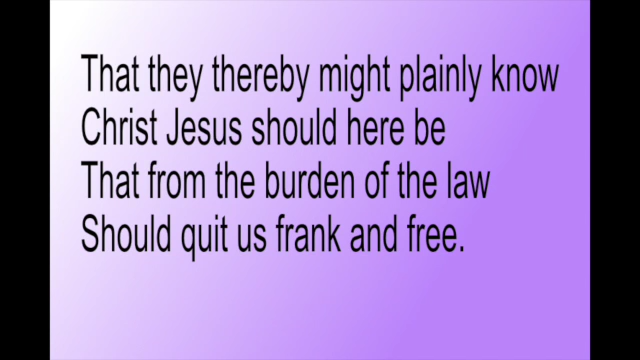 That they thereby might plainly know
Christ Jesus should here be
That from the burden of the law
Should quit us frank and free.